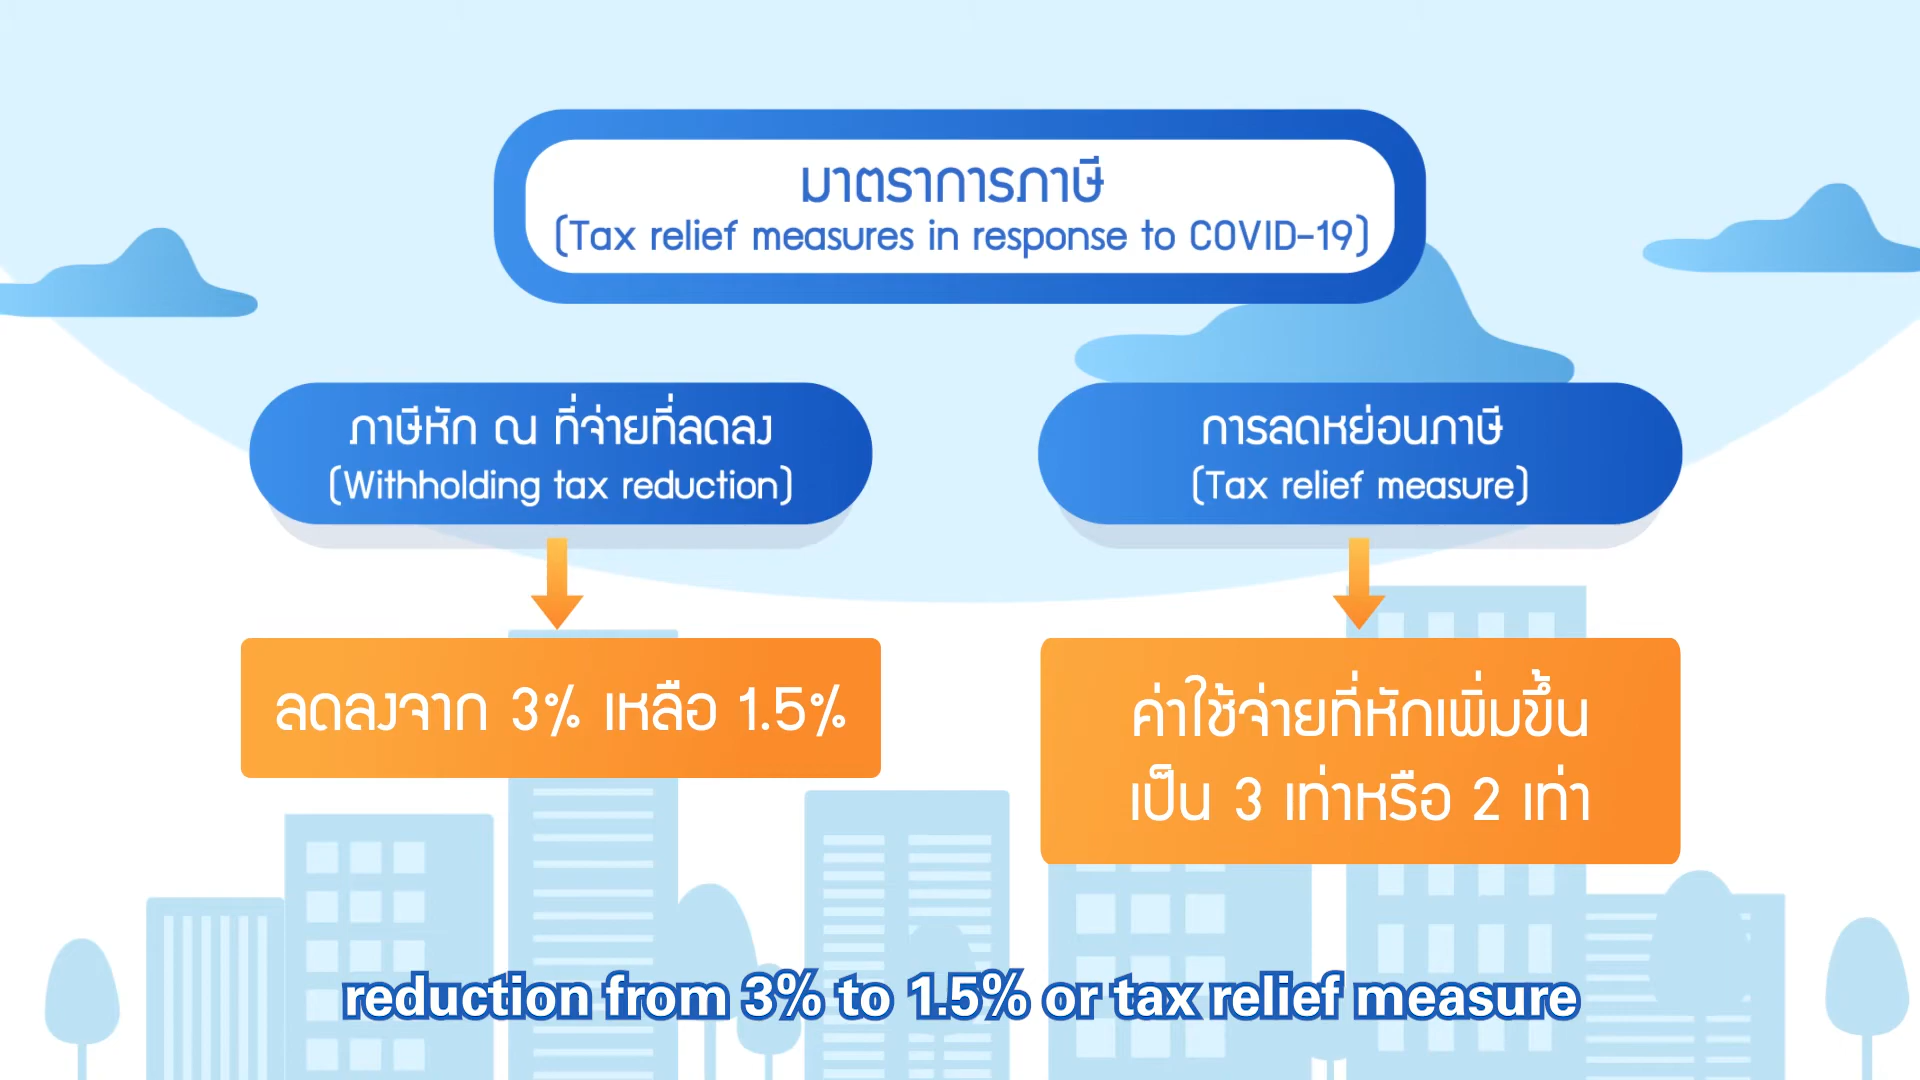 มาตราการภาษี
(Tax relief measures in response to COVID-19)
ภาษีหัก ณ ที่จ่ายที่ลดลง
(Withholding tax reduction)
การลดหย่อนภาษี
(Tax relief measure)
ลดลงจาก 3% เหลือ 1.5%
ค่าใช้จ่ายที่หักเพิ่มขึ้น
เป็น 3 เท่าหรือ 2 เท่า
reduction from 3% to 1.5% or tax relief measure